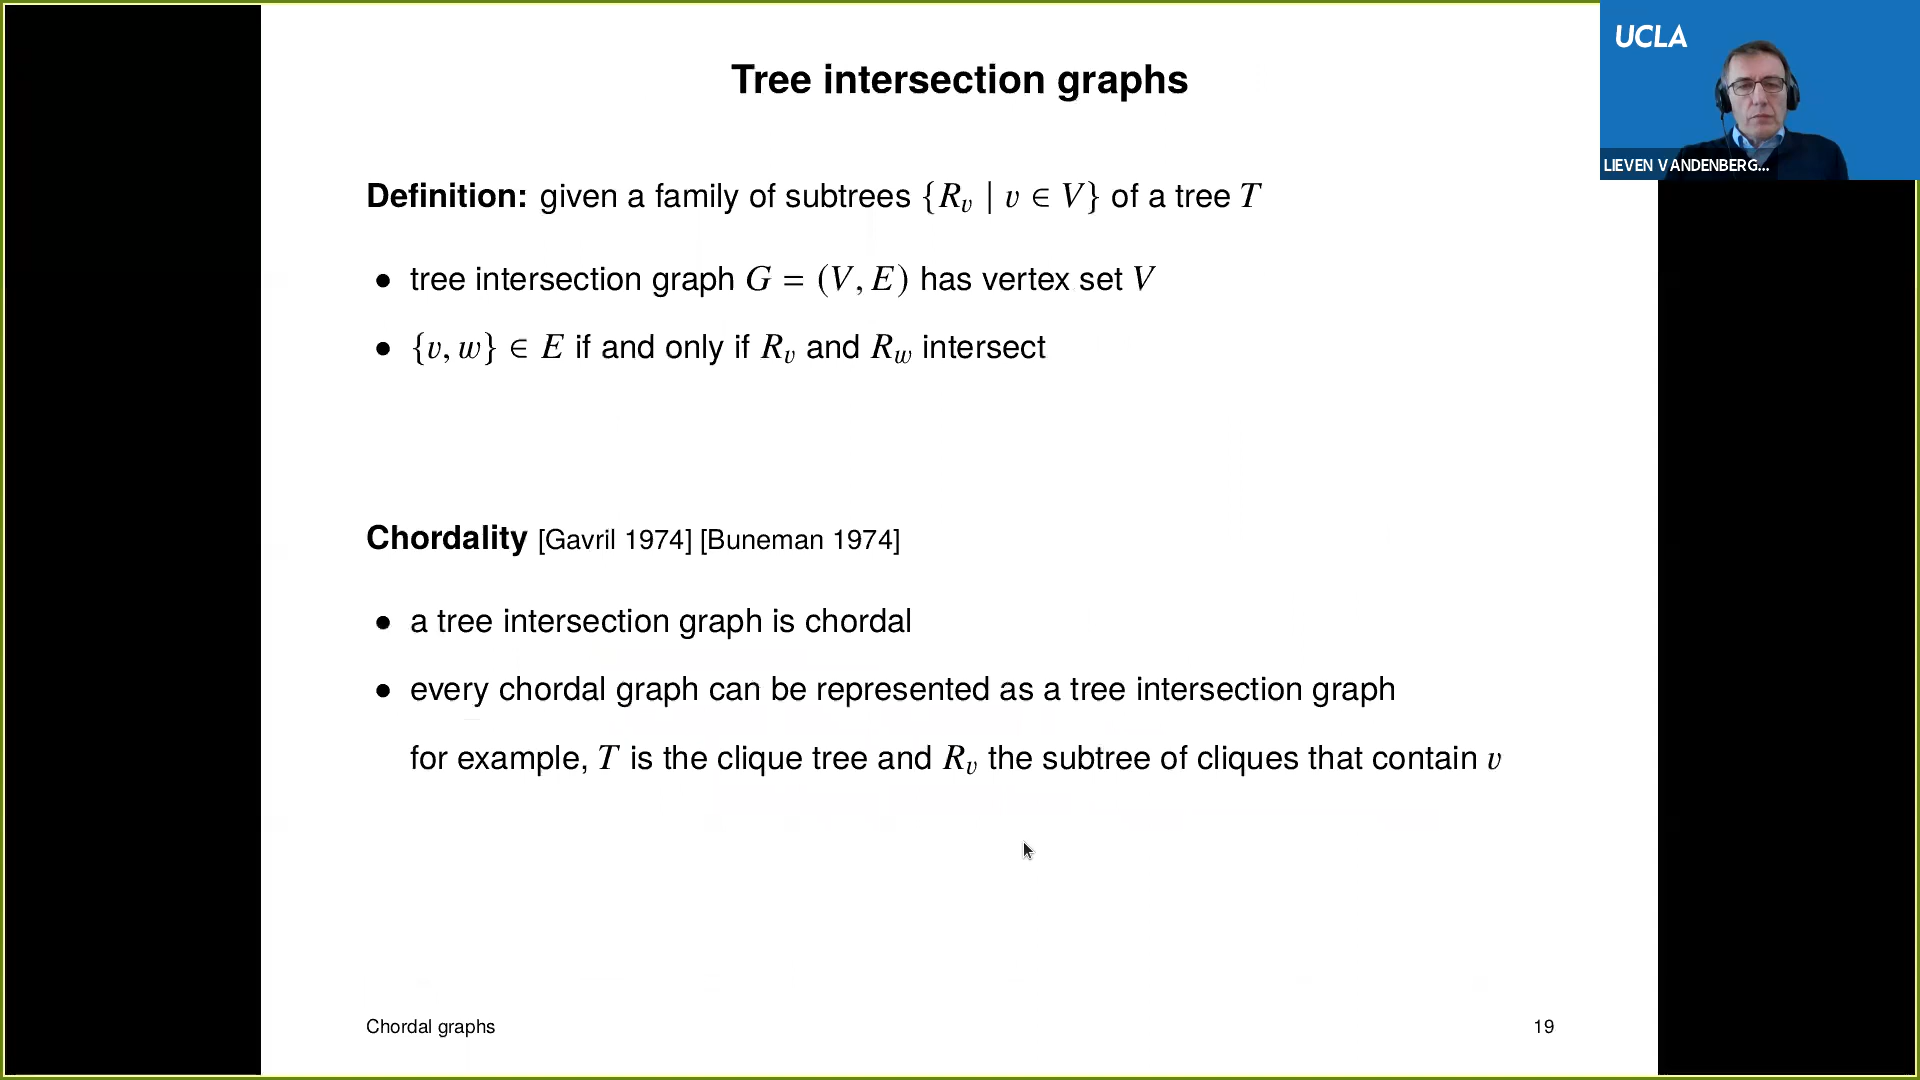 Tree intersection graphs
UCLA
LIEVEN VANDENBERG...
Definition: given a family of subtrees {R_v | v ∈ V} of a tree T
• tree intersection graph G = (V, E) has vertex set V
• {v, w} ∈ E if and only if R_v and R_w intersect
Chordality [Gavril 1974] [Buneman 1974]
• a tree intersection graph is chordal
• every chordal graph can be represented as a tree intersection graph
for example, T is the clique tree and R_v the subtree of cliques that contain v
Chordal graphs
19